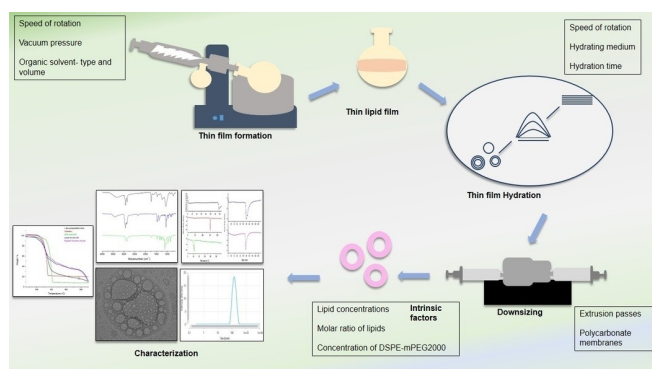 Speed of rotation
Vacuum pressure
Organic solvent- type and
volume
Thin film formation
Thin lipid film
Speed of rotation
Hydrating medium
Hydration time
Thin film Hydration
Downsizing
Extrusion passes
Polycarbonate
membranes
Lipid concentrations
Intrinsic
factors
Molar ratio of lipids
Concentration of DSPE-mPEG2000
Characterization